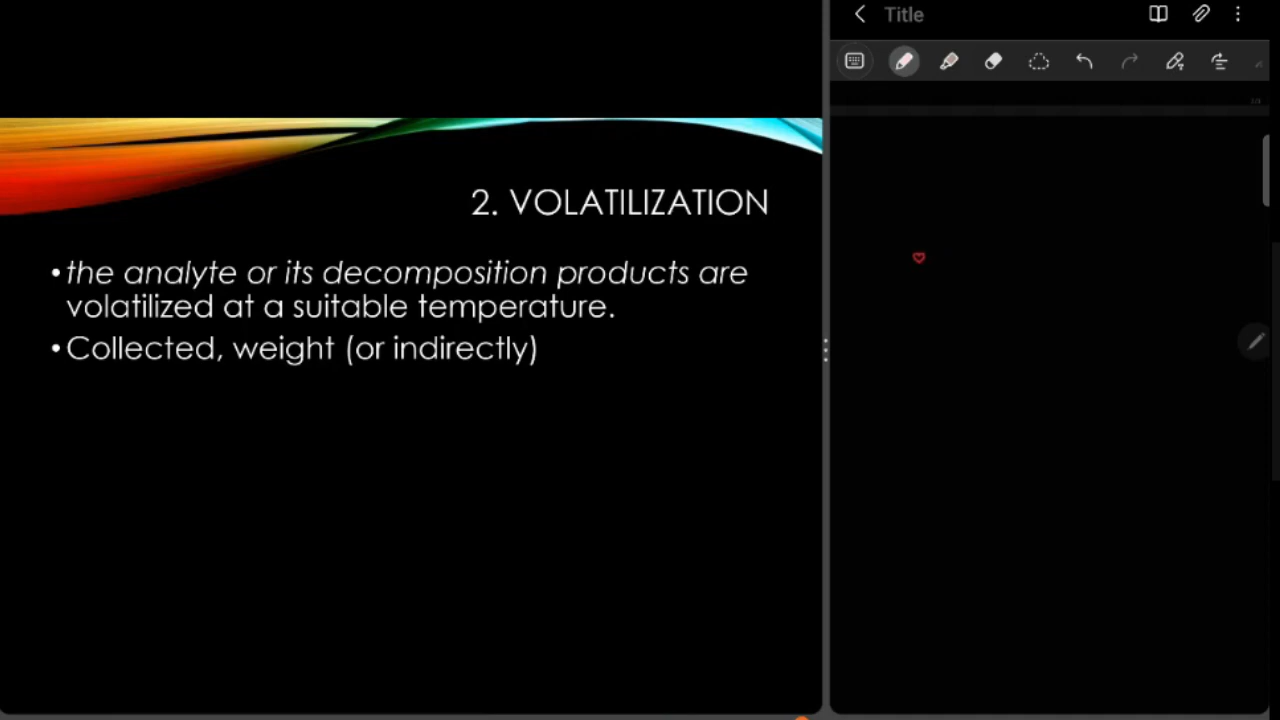 Title
2. VOLATILIZATION
•the analyte or its decomposition products are
volatilized at a suitable temperature.
•Collected, weight (or indirectly)